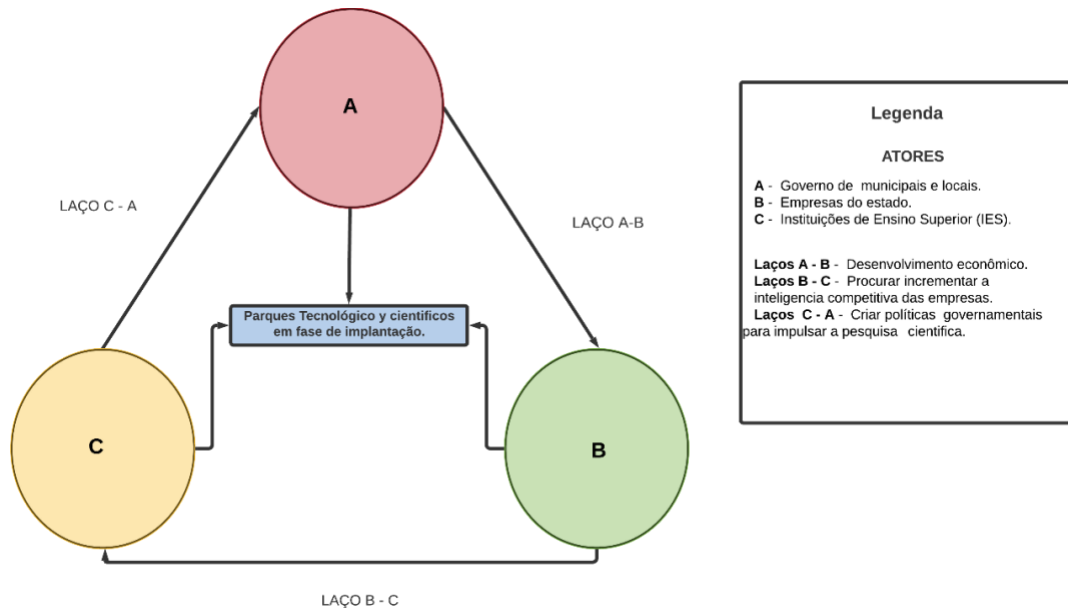 A
LAÇO C - A
LAÇO A-B
Parques Tecnológico y cientificos
em fase de implantação.
C
B
LAÇO B - C
Legenda
ATORES
A - Governo de municipais e locais.
B - Empresas do estado.
C - Instituições de Ensino Superior (IES).
Laços A - B - Desenvolvimento econômico.
Laços B - C - Procurar incrementar a
inteligencia competitiva das empresas.
Laços C - A - Criar políticas governamentais
para impulsar a pesquisa cientifica.